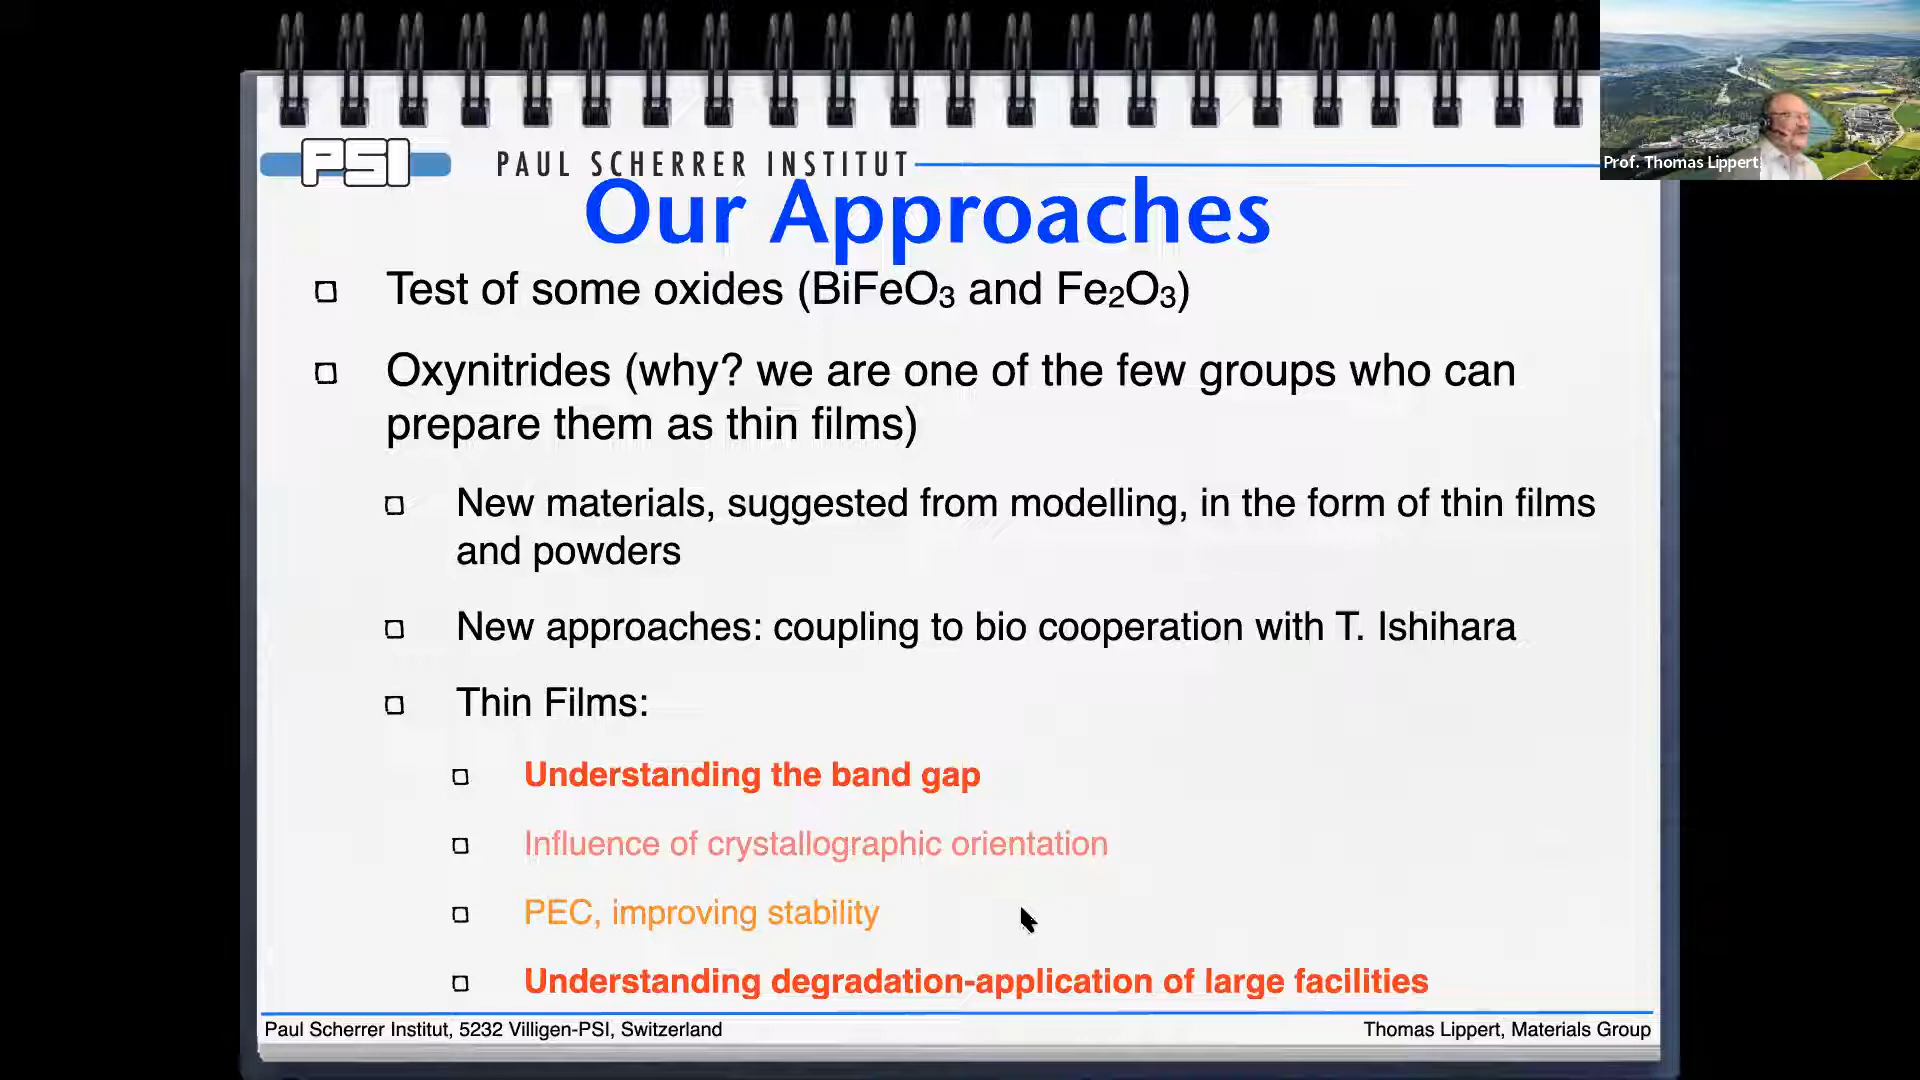 PSI
PAUL SCHERRER INSTITUT
Prof. Thomas Lippert
Our Approaches
Test of some oxides (BiFeO₃ and Fe₂O₃)
Oxynitrides (why? we are one of the few groups who can
prepare them as thin films)
New materials, suggested from modelling, in the form of thin films
and powders
New approaches: coupling to bio cooperation with T. Ishihara
Thin Films:
Understanding the band gap
Influence of crystallographic orientation
PEC, improving stability
Understanding degradation-application of large facilities
Paul Scherrer Institut, 5232 Villigen-PSI, Switzerland
Thomas Lippert, Materials Group